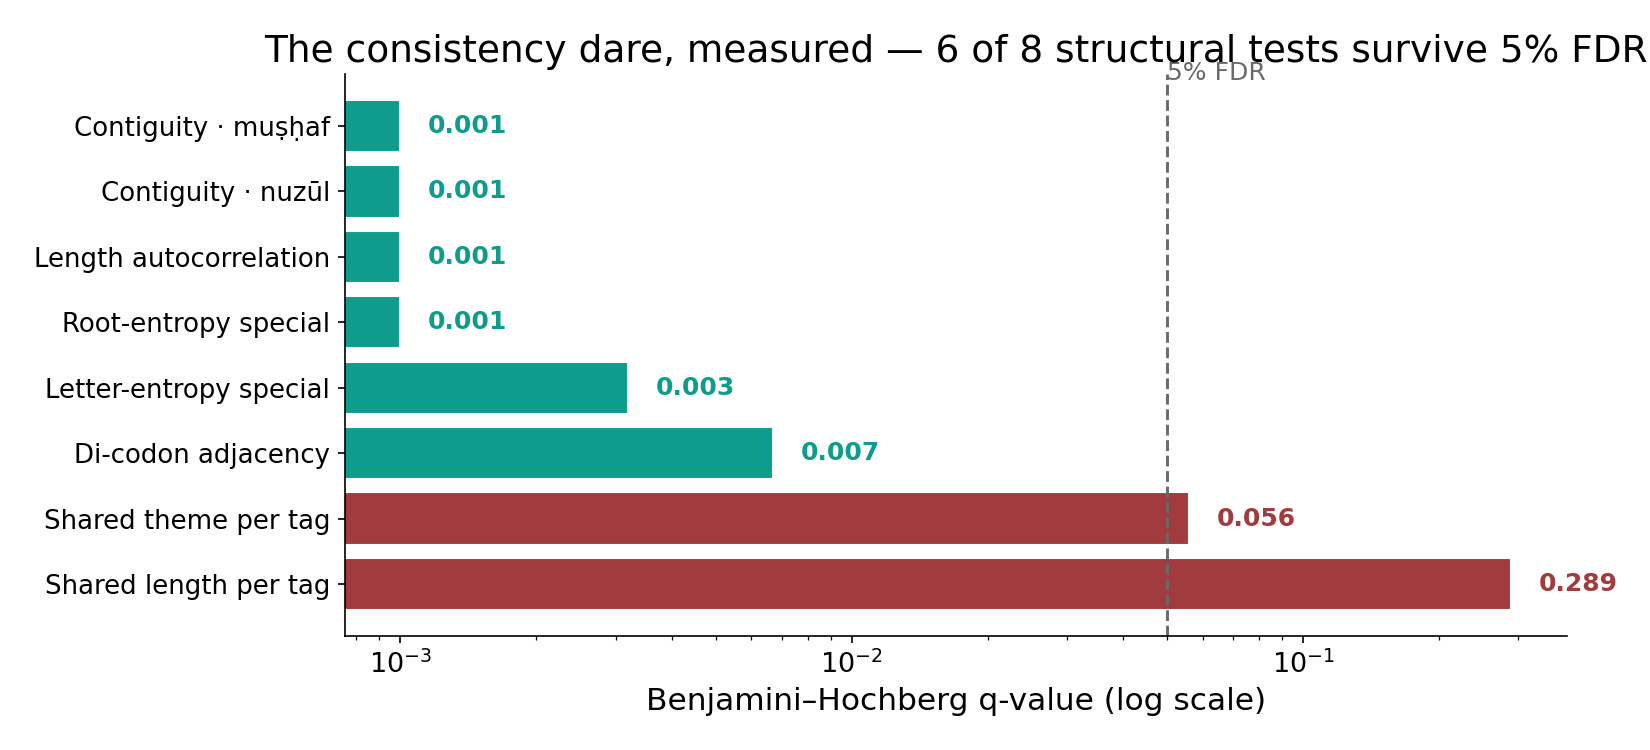 The consistency dare, measured — 6 of 8 structural tests survive 5% FDR
5% FDR
Contiguity · muṣḥaf
0.001
Contiguity · nuzūl
0.001
Length autocorrelation
0.001
Root-entropy special
0.001
Letter-entropy special
0.003
Di-codon adjacency
0.007
Shared theme per tag
0.056
Shared length per tag
0.289
10⁻³ 10⁻² 10⁻¹
Benjamini–Hochberg q-value (log scale)